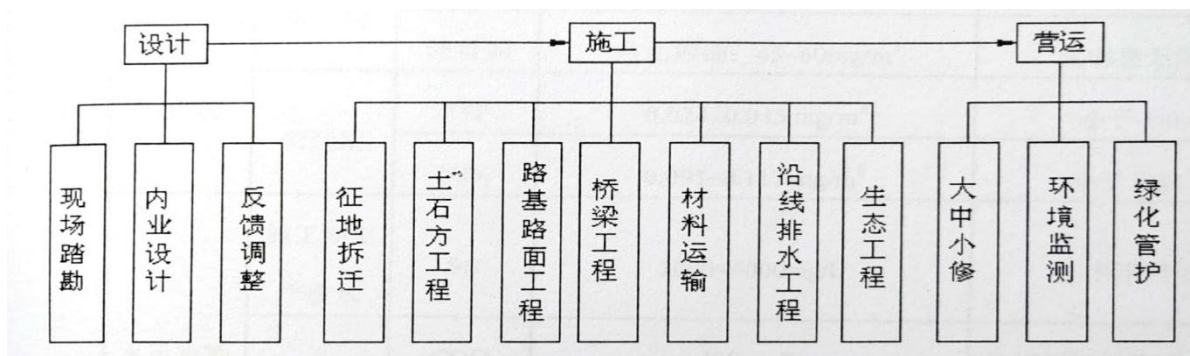 设计
施工
营运
现场踏勘
内业设计
反馈调整
征地拆迁
土石方工程
路基路面工程
桥梁工程
材料运输
沿线排水工程
生态工程
大中小修
环境监测
绿化管护